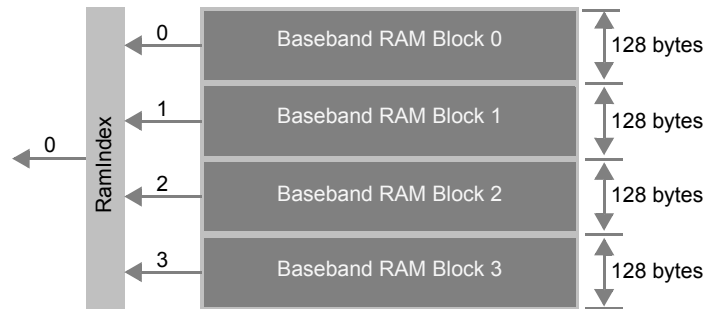 0
Baseband RAM Block 0
128 bytes
1
Baseband RAM Block 1
128 bytes
0
RamIndex
2
Baseband RAM Block 2
128 bytes
3
Baseband RAM Block 3
128 bytes